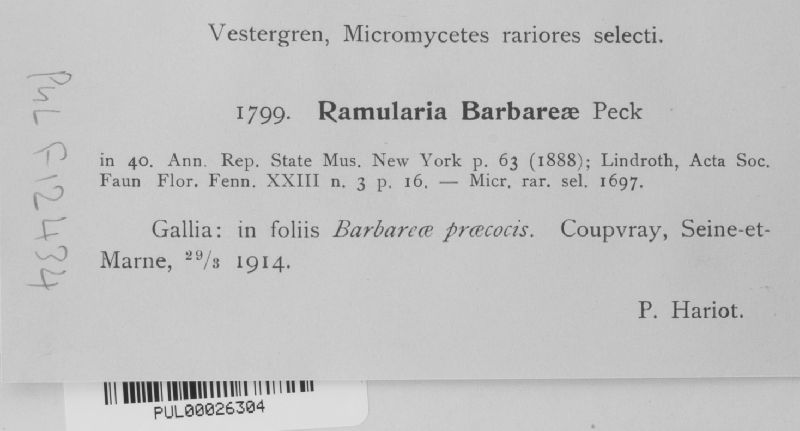 Vestergren, Micromycetes rariores selecti.
1799. Ramularia Barbareæ Peck
in 40. Ann. Rep. State Mus. New York p. 63 (1888); Lindroth, Acta Soc.
Faun Flor. Fenn. XXIII n. 3 p. 16. — Micr. rar. sel. 1697.
Gallia: in foliis Barbareæ præcocis. Coupvray, Seine-et-
Marne, 29/3 1914.
P. Hariot.
PUL F12434
PUL00026304